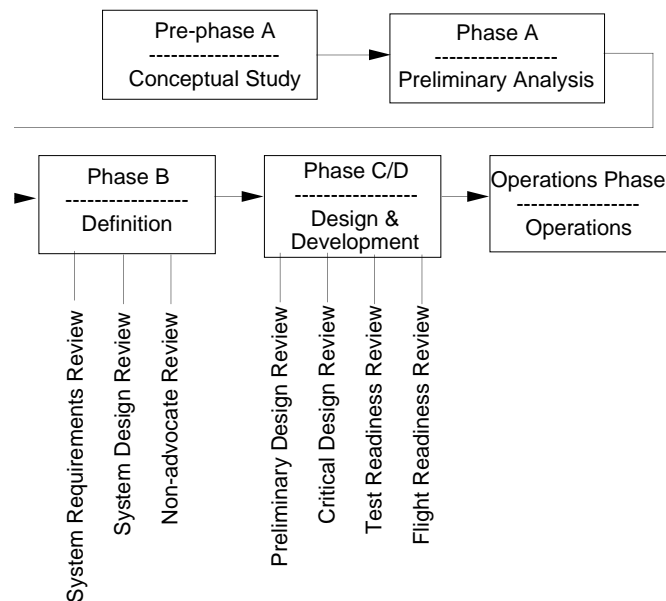 Pre-phase A
--------------------
Conceptual Study
Phase A
------------------
Preliminary Analysis
Phase B
------------------
Definition
Phase C/D
------------------
Design &
Development
Operations Phase
------------------
Operations
System Requirements Review
System Design Review
Non-advocate Review
Preliminary Design Review
Critical Design Review
Test Readiness Review
Flight Readiness Review